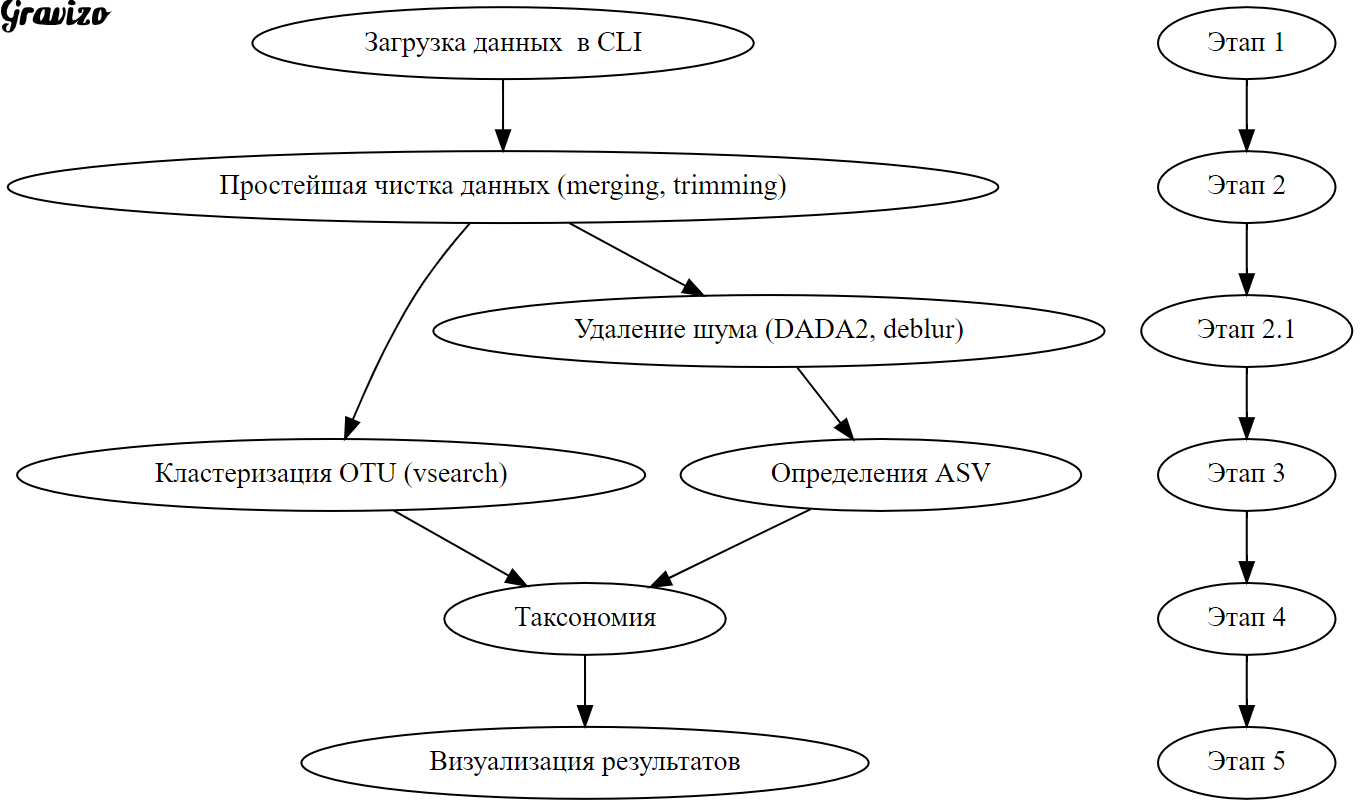 Gravizo
Загрузка данных  в CLI
Этап 1
Простейшая чистка данных (merging, trimming)
Этап 2
Удаление шума (DADA2, deblur)
Этап 2.1
Кластеризация OTU (vsearch)
Определения ASV
Этап 3
Таксономия
Этап 4
Визуализация результатов
Этап 5